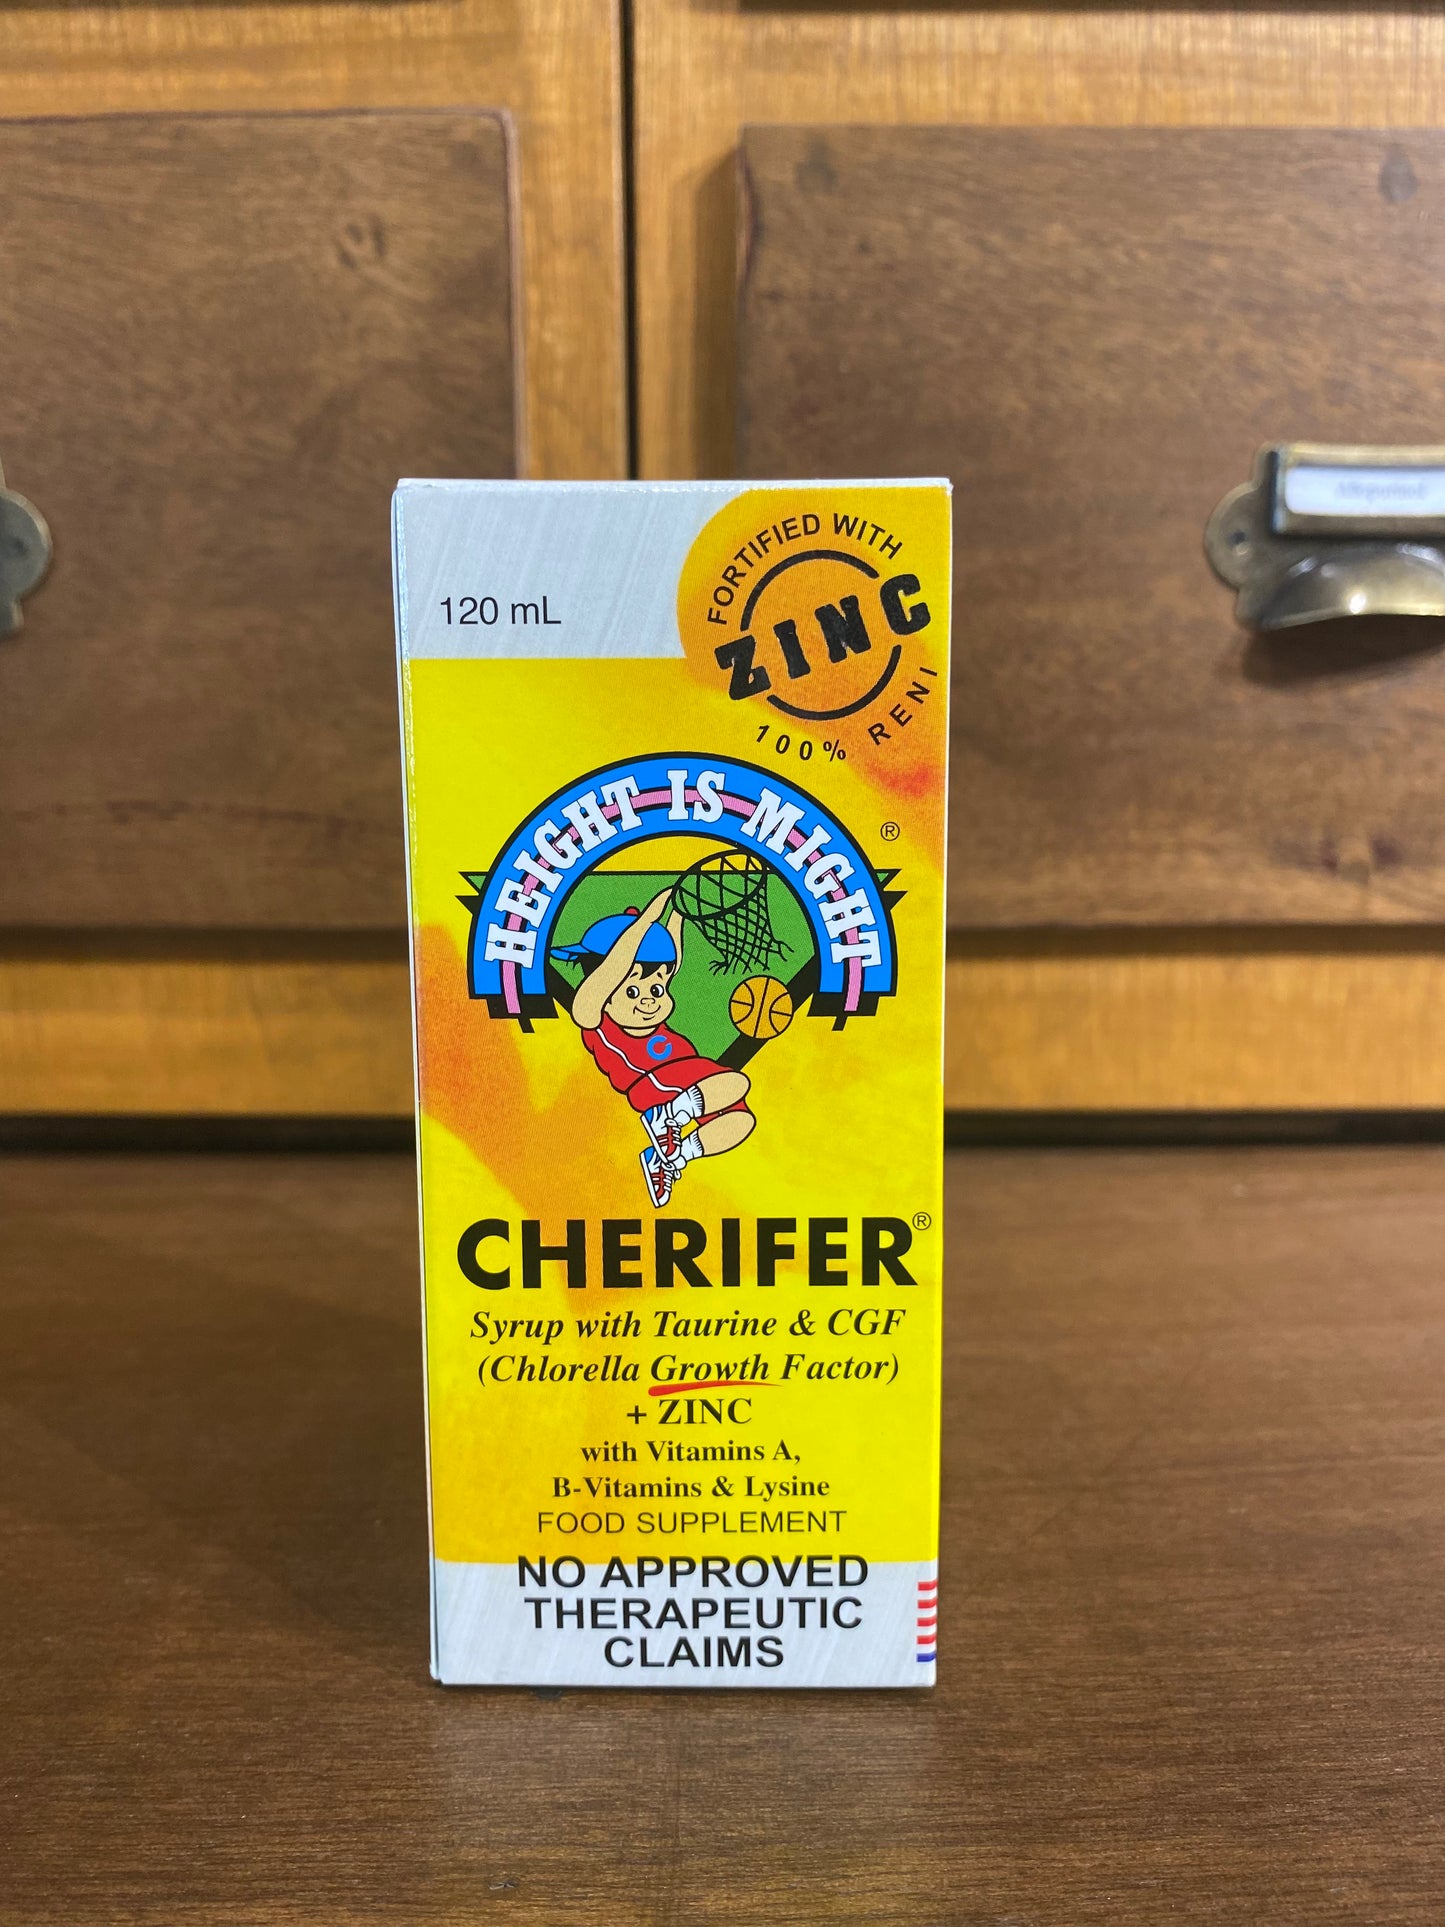 120 mL
FORTIFIED WITH
ZINC
100% RENI
HEIGHT IS MIGHT ®
C
CHERIFER®
Syrup with Taurine & CGF
(Chlorella Growth Factor)
+ ZINC
with Vitamins A,
B-Vitamins & Lysine
FOOD SUPPLEMENT
NO APPROVED
THERAPEUTIC
CLAIMS